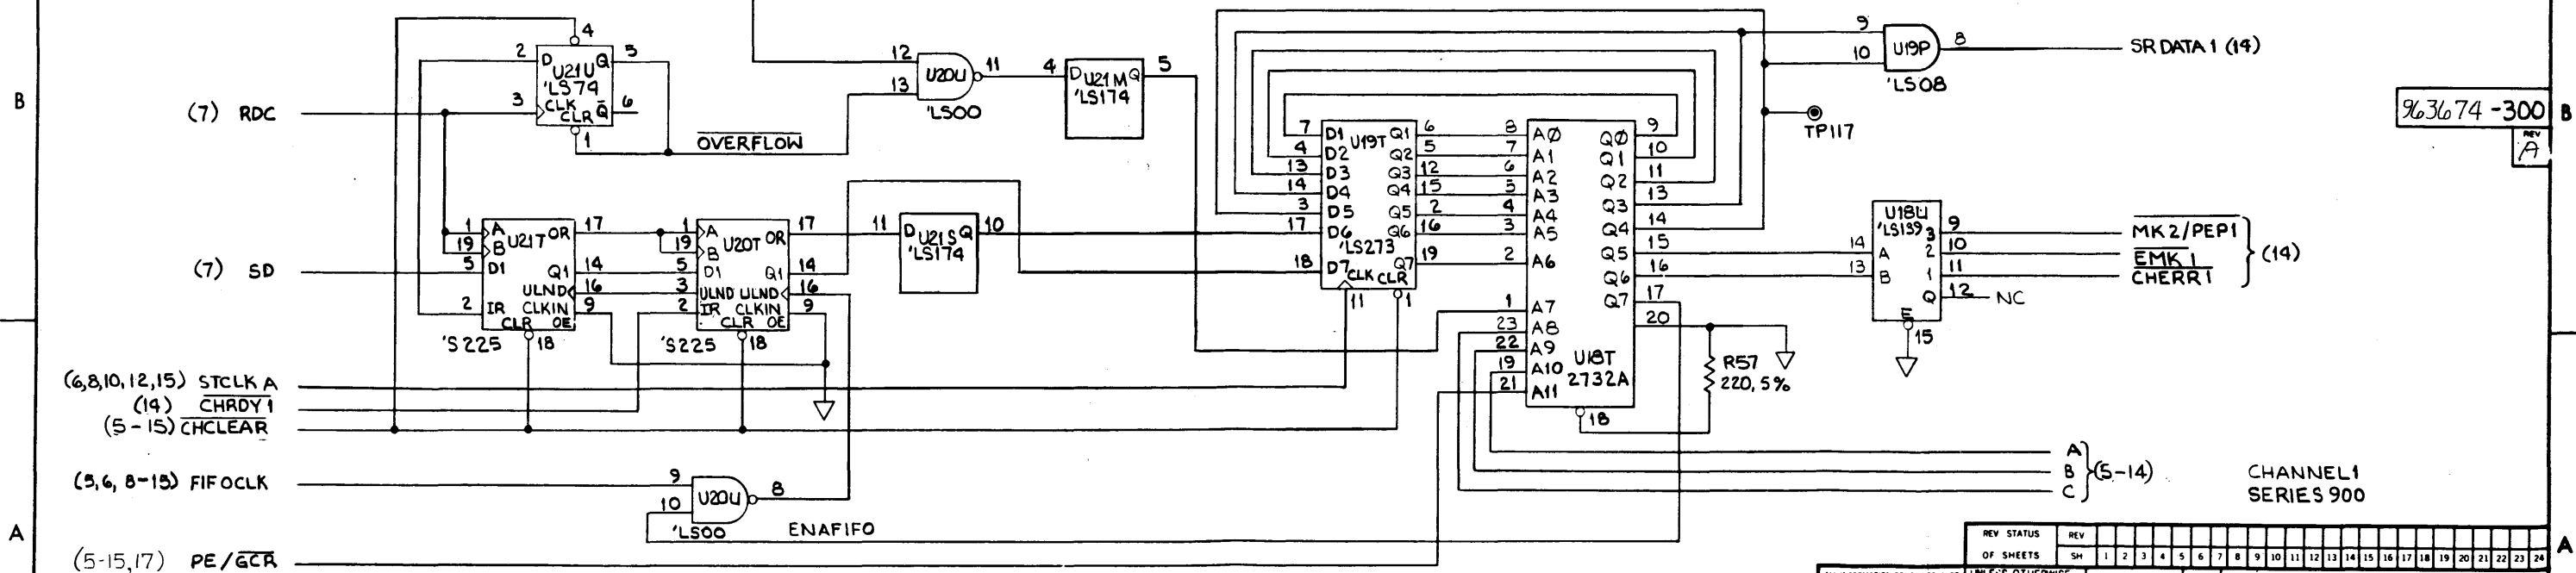 B
(7) RDC
2 D U21U Q 5
'LS74
3 CLK Q̅ 6
CLR
4
1
OVERFLOW
12
13
U20U
11
'LS00
4 D U21M Q 5
'LS174
9
10
U19P
8
'LS08
SRDATA1 (14)
TP117
963674-300
REV
A
B
7 D1 U19T Q1 6
4 D2 Q2 5
13 D3 Q3 12
14 D4 Q4 15
3 D5 Q5 2
17 D6 Q6 16
'LS273
18 D7 Q7 19
CLK CLR
11 1
8 A0 Q0 9
7 A1 Q1 10
6 A2 Q2 11
5 A3 Q3 13
4 A4 Q4 14
3 A5 Q5 15
2 A6 Q6 16
1 A7 Q7 17
23 A8 20
22 A9
19 A10
21 A11
U18T
2732A
18
R57
220, 5%
(7) SD
1 A U21T OR 17
19 B
5 D1 Q1 14
ULND 16
2 IR CLKIN 9
CLR OE
'S225 18
1 A U20T OR 17
19 B
5 D1 Q1 14
3 ULND ULND 16
2 IR CLKIN 9
CLR OE
'S225 18
11 D U21S Q 10
'LS174
U18U
'LS139
14 A
13 B
3 9 MK2/PEP1
2 10 EMK1
1 11 CHERR1
(14)
Q 12 NC
E
15
(6,8,10,12,15) STCLK A
(14) CHRDY1
(5-15) CHCLEAR
(5,6,8-15) FIFOCLK
9
10
U20U
8
'LS00
ENAFIFO
(5-15,17) PE/GCR
A
B
C
(5-14)
CHANNEL1
SERIES 900
A
A
REV STATUS REV
OF SHEETS SH 1 2 3 4 5 6 7 8 9 10 11 12 13 14 15 16 17 18 19 20 21 22 23 24